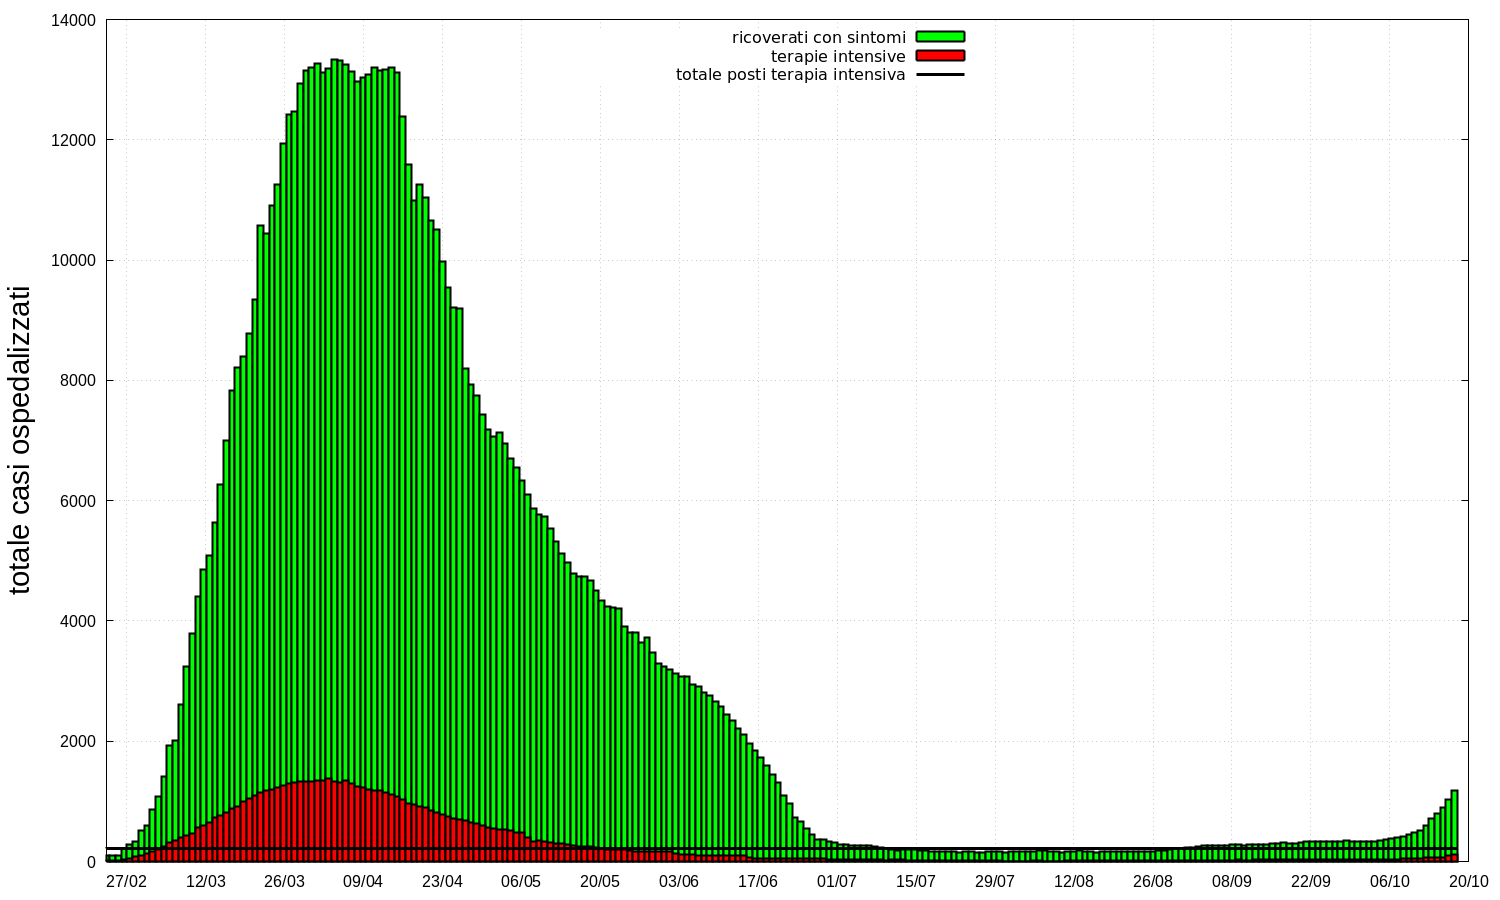 14000
12000
10000
8000
6000
4000
2000
0
totale casi ospedalizzati
ricoverati con sintomi
terapie intensive
totale posti terapia intensiva
27/02 12/03 26/03 09/04 23/04 06/05 20/05 03/06 17/06 01/07 15/07 29/07 12/08 26/08 08/09 22/09 06/10 20/10